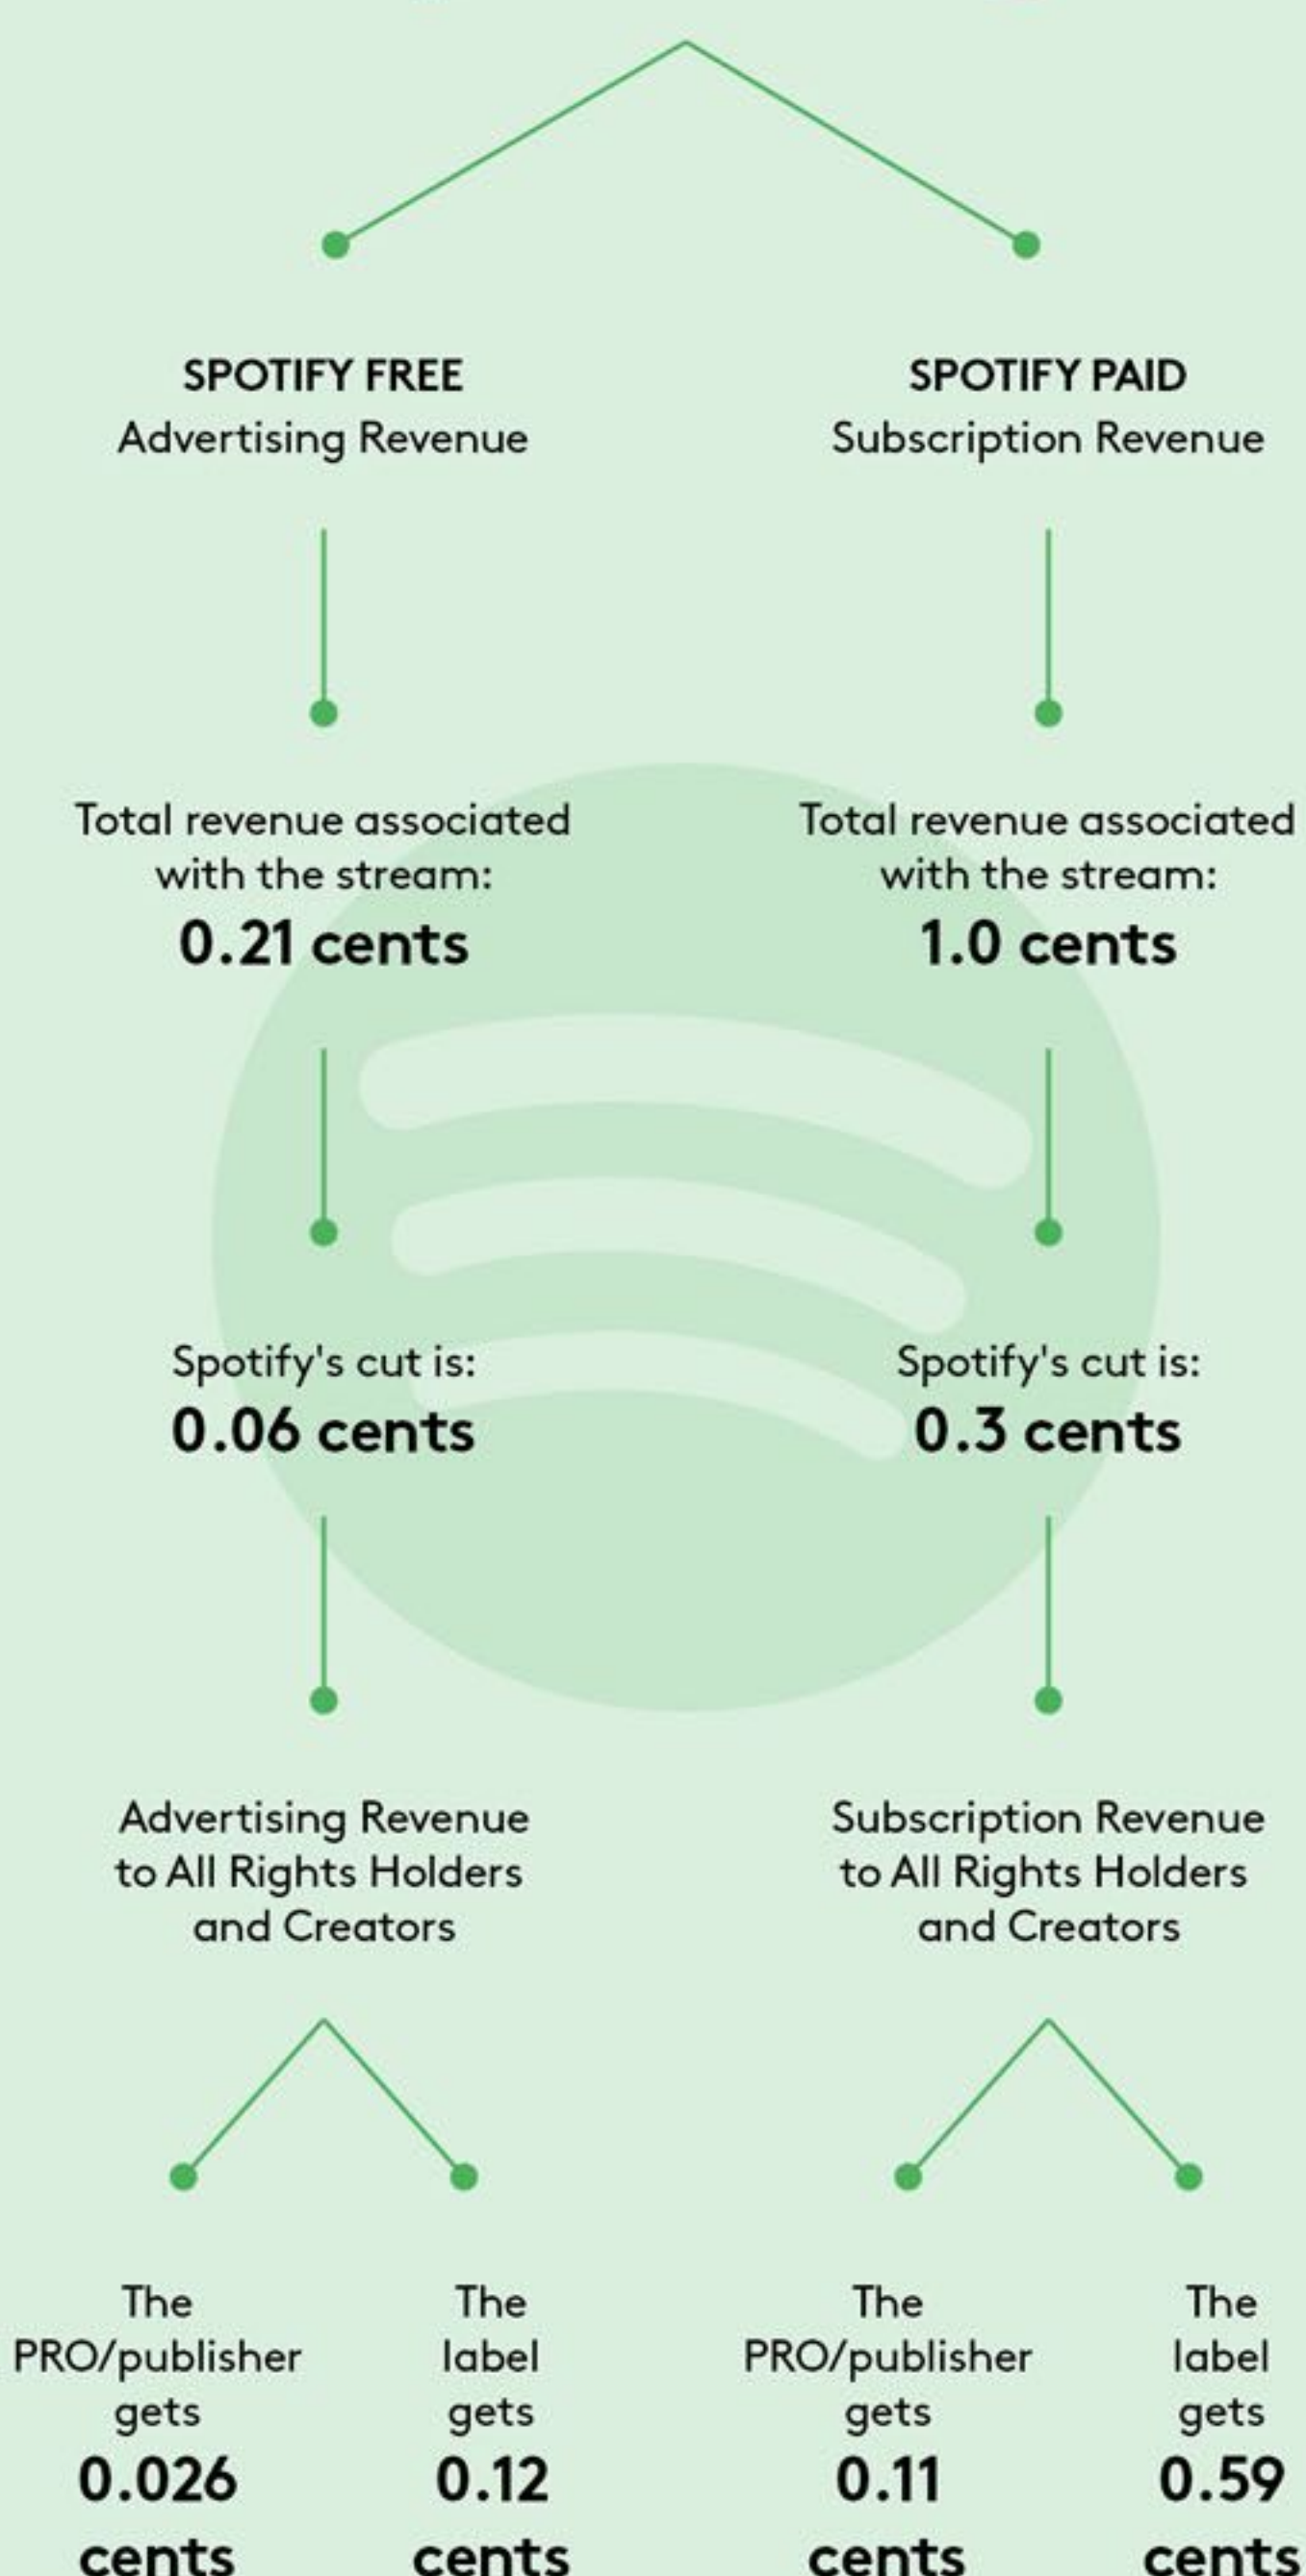 SPOTIFY FREE
Advertising Revenue
SPOTIFY PAID
Subscription Revenue
Total revenue associated
with the stream:
0.21 cents
Total revenue associated
with the stream:
1.0 cents
Spotify's cut is:
0.06 cents
Spotify's cut is:
0.3 cents
Advertising Revenue
to All Rights Holders
and Creators
Subscription Revenue
to All Rights Holders
and Creators
The
PRO/publisher
gets
0.026
cents
The
label
gets
0.12
cents
The
PRO/publisher
gets
0.11
cents
The
label
gets
0.59
cents